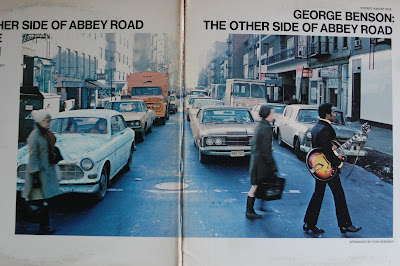 HER SIDE OF ABBEY ROAD
GEORGE BENSON:
THE OTHER SIDE OF ABBEY ROAD